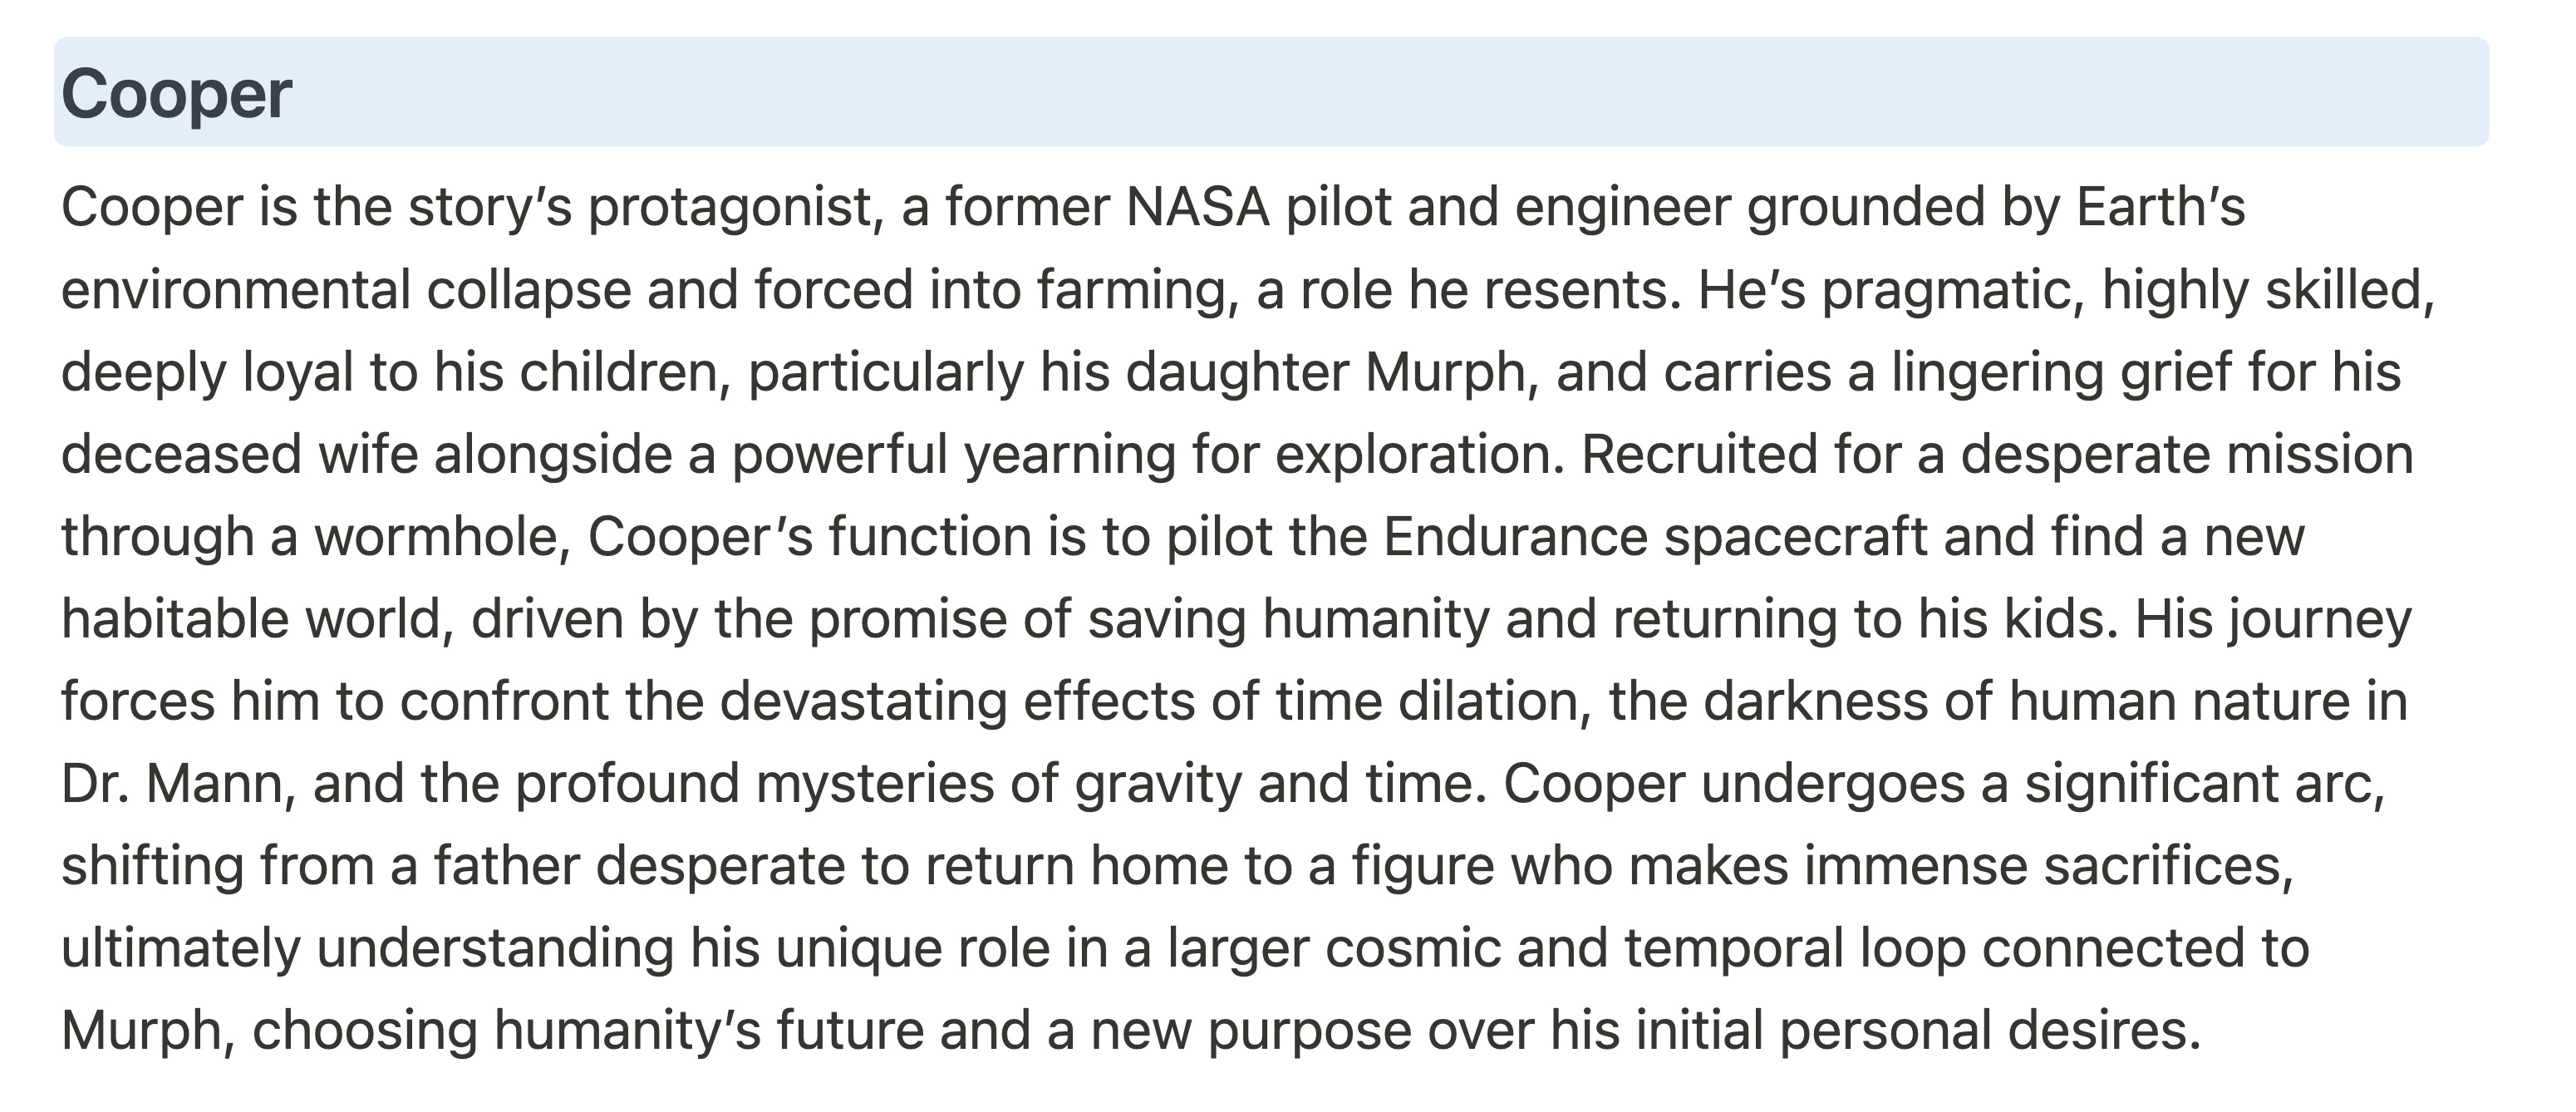 Cooper
Cooper is the story’s protagonist, a former NASA pilot and engineer grounded by Earth’s
environmental collapse and forced into farming, a role he resents. He’s pragmatic, highly skilled,
deeply loyal to his children, particularly his daughter Murph, and carries a lingering grief for his
deceased wife alongside a powerful yearning for exploration. Recruited for a desperate mission
through a wormhole, Cooper’s function is to pilot the Endurance spacecraft and find a new
habitable world, driven by the promise of saving humanity and returning to his kids. His journey
forces him to confront the devastating effects of time dilation, the darkness of human nature in
Dr. Mann, and the profound mysteries of gravity and time. Cooper undergoes a significant arc,
shifting from a father desperate to return home to a figure who makes immense sacrifices,
ultimately understanding his unique role in a larger cosmic and temporal loop connected to
Murph, choosing humanity’s future and a new purpose over his initial personal desires.